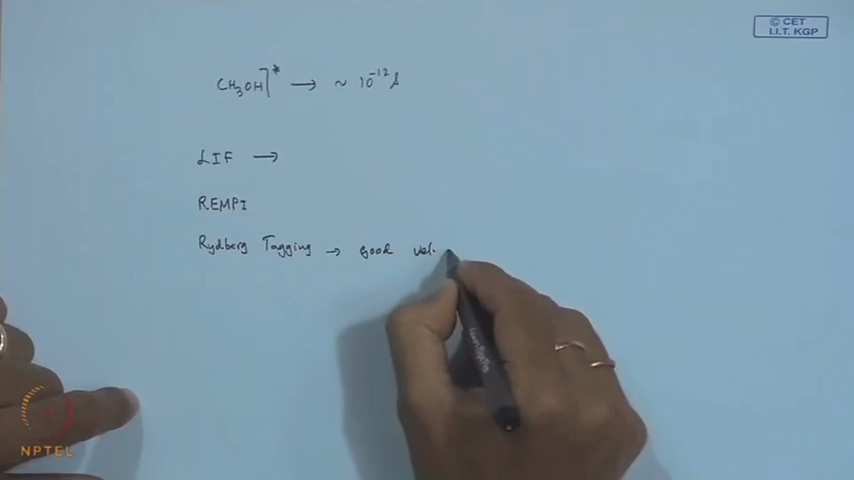 © CET
I.I.T. KGP
CH₃OH]* → ~ 10⁻¹² s
LIF →
REMPI
Rydberg Tagging → good vel.
NPTEL